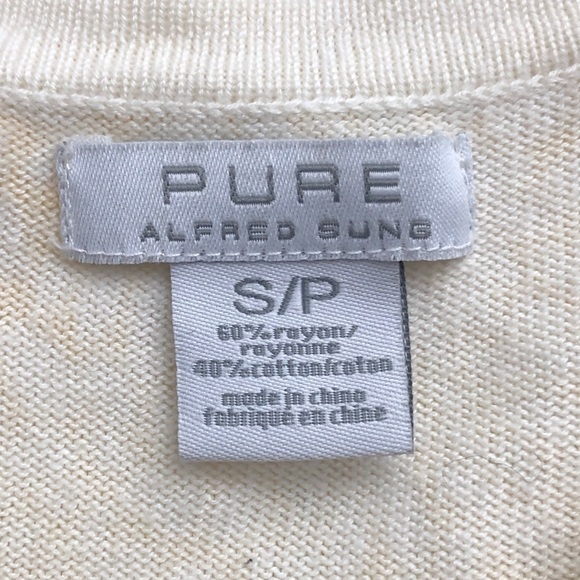 PURE
ALFRED SUNG
S/P
60% rayon/
rayonne
40% cotton/coton
made in china
fabriqué en chine